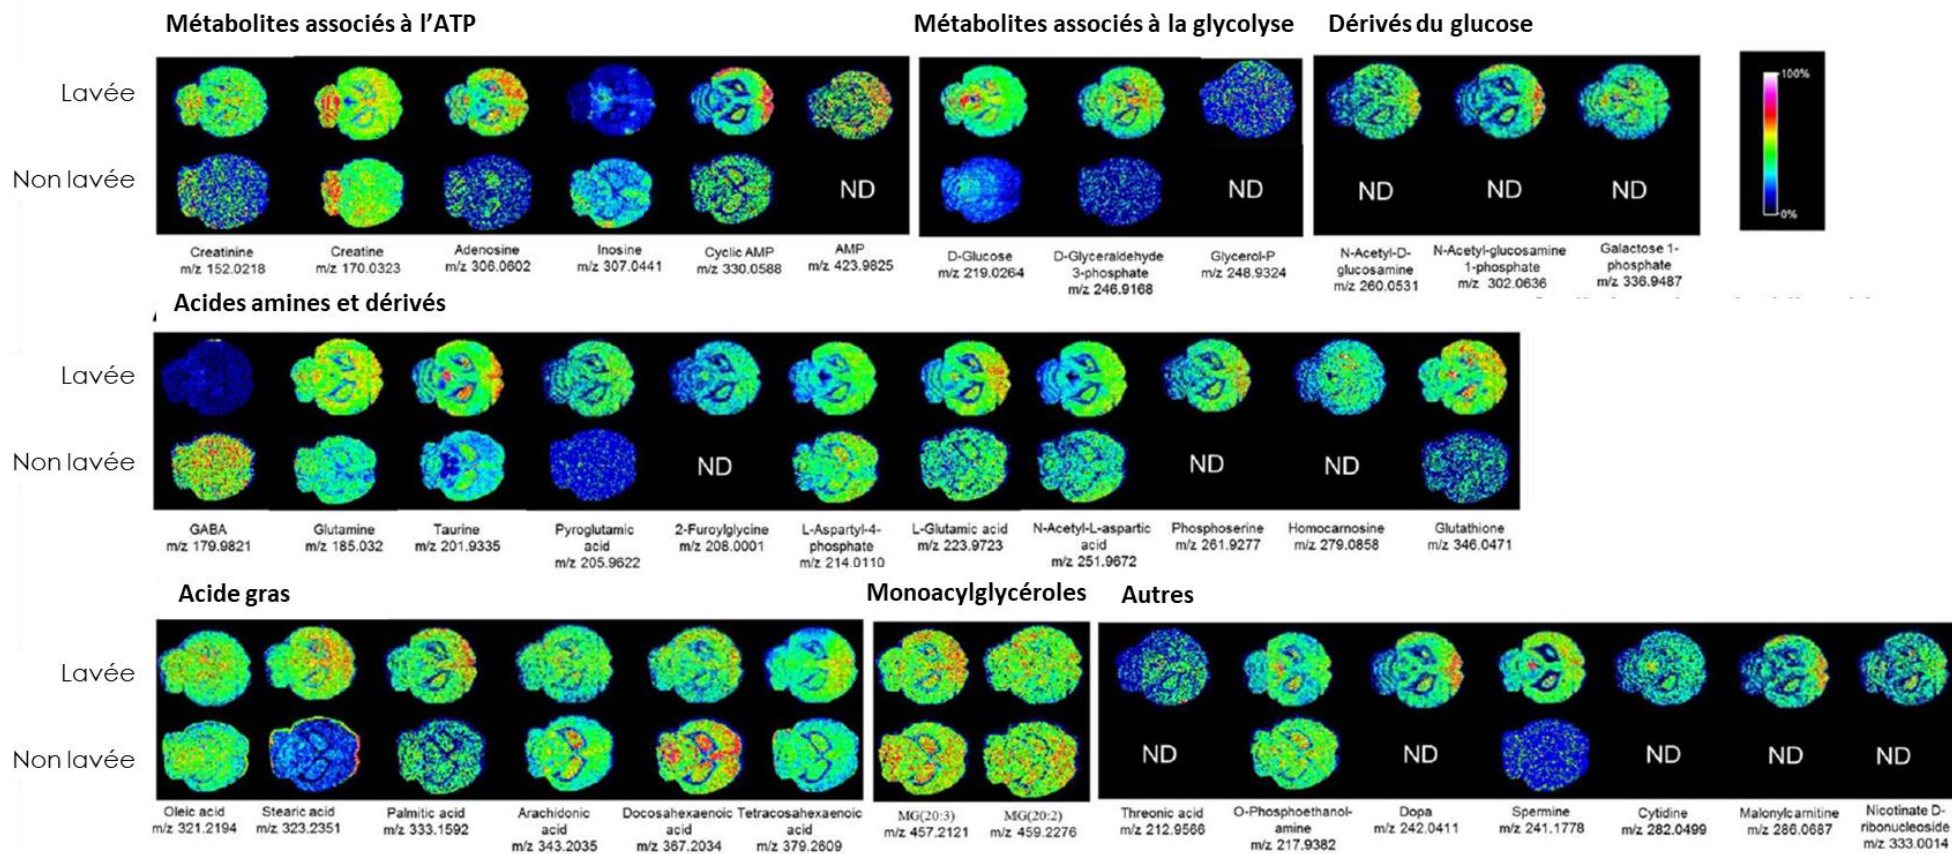 Métabolites associés à l’ATP
Métabolites associés à la glycolyse
Dérivés du glucose
Lavée
Non lavée
ND
ND
ND
ND
ND
100%
0%
Creatinine
m/z 152.0218
Creatine
m/z 170.0323
Adenosine
m/z 306.0602
Inosine
m/z 307.0441
Cyclic AMP
m/z 330.0588
AMP
m/z 423.9825
D-Glucose
m/z 219.0264
D-Glyceraldehyde
3-phosphate
m/z 246.9168
Glycerol-P
m/z 248.9324
N-Acetyl-D-
glucosamine
m/z 260.0531
N-Acetyl-glucosamine
1-phosphate
m/z 302.0636
Galactose 1-
phosphate
m/z 336.9487
Acides amines et dérivés
Lavée
Non lavée
ND
ND
ND
GABA
m/z 179.9821
Glutamine
m/z 185.032
Taurine
m/z 201.9335
Pyroglutamic
acid
m/z 205.9622
2-Furoylglycine
m/z 208.0001
L-Aspartyl-4-
phosphate
m/z 214.0110
L-Glutamic acid
m/z 223.9723
N-Acetyl-L-aspartic
acid
m/z 251.9672
Phosphoserine
m/z 261.9277
Homocarnosine
m/z 279.0858
Glutathione
m/z 346.0471
Acide gras
Monoacylglycéroles
Autres
Lavée
Non lavée
ND
ND
ND
ND
ND
Oleic acid
m/z 321.2194
Stearic acid
m/z 323.2351
Palmitic acid
m/z 333.1592
Arachidonic
acid
m/z 343.2035
Docosahexaenoic
acid
m/z 367.2034
Tetracosahexaenoic
acid
m/z 379.2609
MG(20:3)
m/z 457.2121
MG(20:2)
m/z 459.2276
Threonic acid
m/z 212.9566
O-Phosphoethanol-
amine
m/z 217.9382
Dopa
m/z 242.0411
Spermine
m/z 241.1778
Cytidine
m/z 282.0499
Malonylcarnitine
m/z 286.0687
Nicotinate D-
ribonucleoside
m/z 333.0014